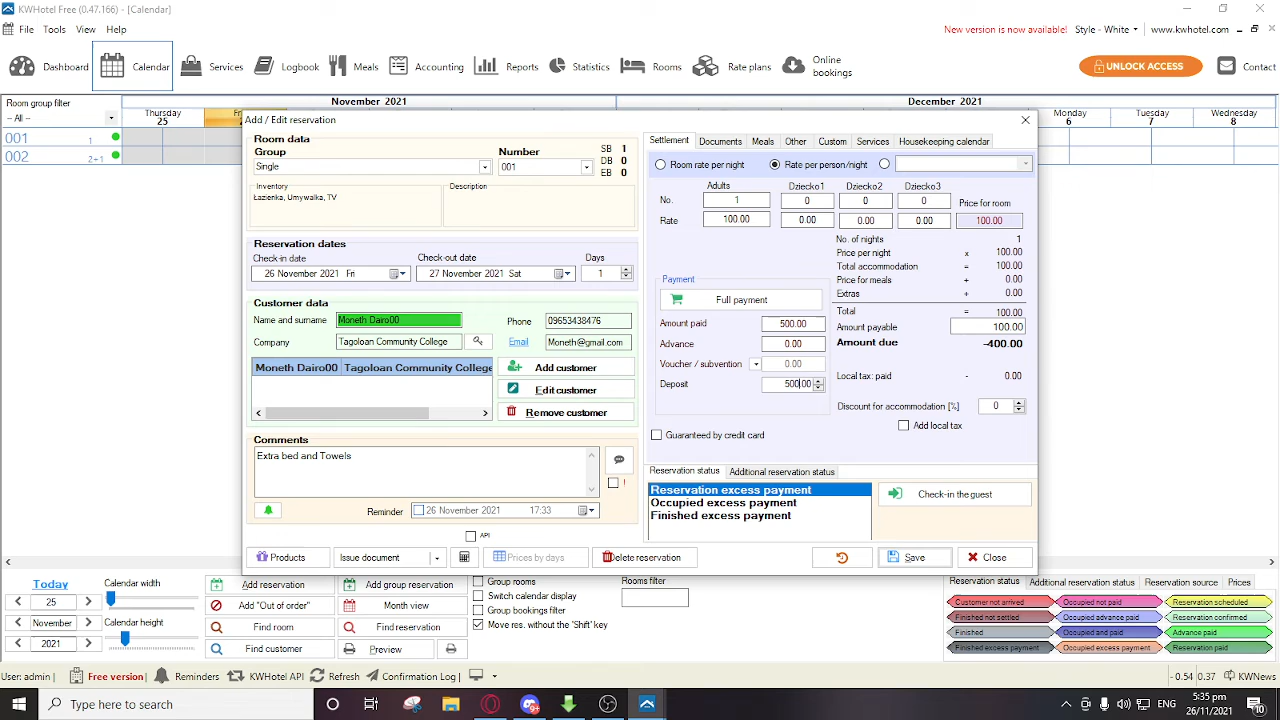 KWHotel Free (0.47.166) - [Calendar]
File Tools View Help
New version is now available! Style - White www.kwhotel.com
Dashboard Calendar Services Logbook Meals Accounting Reports Statistics Rooms Rate plans Online bookings UNLOCK ACCESS Contact
Room group filter November 2021 December 2021
-- All -- Thursday 25 Monday 6 Tuesday 7 Wednesday 8
001 1
002 2+1
Add / Edit reservation
Room data
Group Number
Single 001
SB 1
DB 0
EB 0
Inventory Description
Łazienka, Umywalka, TV
Reservation dates
Check-in date Check-out date Days
26 November 2021 Fri 27 November 2021 Sat 1
Customer data
Name and surname Moneth Dairo00 Phone 09653438476
Company Tagoloan Community College Email Moneth@gmail.com
Moneth Dairo00 Tagoloan Community College
Add customer
Edit customer
Remove customer
Comments
Extra bed and Towels
!
Reminder 26 November 2021 17:33
API
Products Issue document Prices by days Delete reservation Save Close
Settlement Documents Meals Other Custom Services Housekeeping calendar
Room rate per night Rate per person/night
Adults Dziecko1 Dziecko2 Dziecko3
No. 1 0 0 0 Price for room
Rate 100.00 0.00 0.00 0.00 100.00
No. of nights 1
Price per night x 100.00
Total accommodation = 100.00
Price for meals + 0.00
Extras + 0.00
Total = 100.00
Amount payable 100.00
Amount due -400.00
Local tax: paid - 0.00
Discount for accommodation [%] 0
Add local tax
Payment
Full payment
Amount paid 500.00
Advance 0.00
Voucher / subvention 0.00
Deposit 500.00
Guaranteed by credit card
Reservation status Additional reservation status
Reservation excess payment
Occupied excess payment
Finished excess payment
Check-in the guest
Today Calendar width
25
November Calendar height
2021
Add reservation Add group reservation
Add "Out of order" Month view
Find room Find reservation
Find customer Preview
Group rooms Rooms filter
Switch calendar display
Group bookings filter
Move res. without the 'Shift' key
Reservation status Additional reservation status Reservation source Prices
Customer not arrived Occupied not paid Reservation scheduled
Finished not settled Occupied advance paid Reservation confirmed
Finished Occupied and paid Advance paid
Finished excess payment Occupied excess payment Reservation paid
User: admin Free version Reminders KWHotel API Refresh Confirmation Log - 0.54 0.37 KWNews
Type here to search 5:35 pm
26/11/2021 10